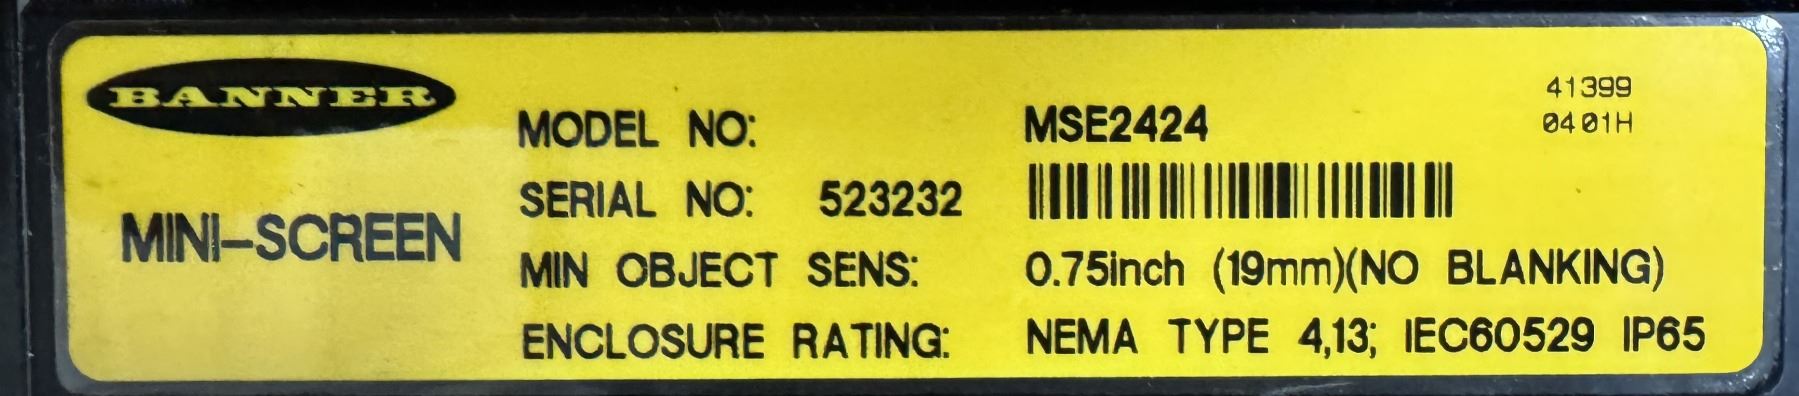 BANNER
MINI-SCREEN
MODEL NO: MSE2424
41399
0401H
SERIAL NO: 523232
MIN OBJECT SENS: 0.75inch (19mm)(NO BLANKING)
ENCLOSURE RATING: NEMA TYPE 4,13; IEC60529 IP65